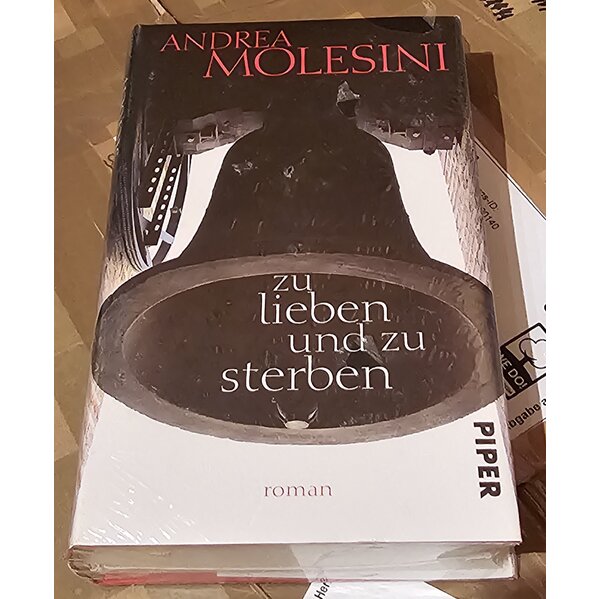 ANDREA
MOLESINI
zu
lieben
und zu
sterben
roman
PIPER